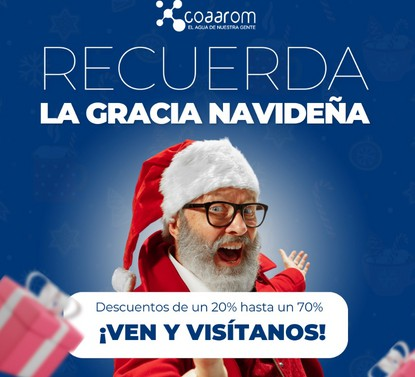 coaarom
EL AGUA DE NUESTRA GENTE
RECUERDA
LA GRACIA NAVIDEÑA
Descuentos de un 20% hasta un 70%
¡VEN Y VISÍTANOS!